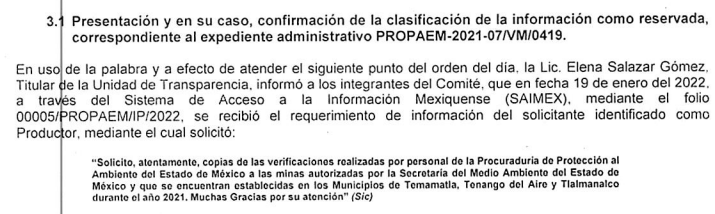 3.1 Presentación y en su caso, confirmación de la clasificación de la información como reservada,
correspondiente al expediente administrativo PROPAEM-2021-07/VM/0419.
En uso de la palabra y a efecto de atender el siguiente punto del orden del día, la Lic. Elena Salazar Gómez,
Titular de la Unidad de Transparencia, informó a los integrantes del Comité, que en fecha 19 de enero del 2022,
a través del Sistema de Acceso a la Información Mexiquense (SAIMEX), mediante el folio
00005/PROPAEM/IP/2022, se recibió el requerimiento de información del solicitante identificado como
Productor, mediante el cual solicitó:
"Solicito, atentamente, copias de las verificaciones realizadas por personal de la Procuraduria de Protección al
Ambiente del Estado de México a las minas autorizadas por la Secretaria del Medio Ambiente del Estado de
México y que se encuentran establecidas en los Municipios de Temamatla, Tenango del Aire y Tlalmanalco
durante el año 2021. Muchas Gracias por su atención" (Sic)